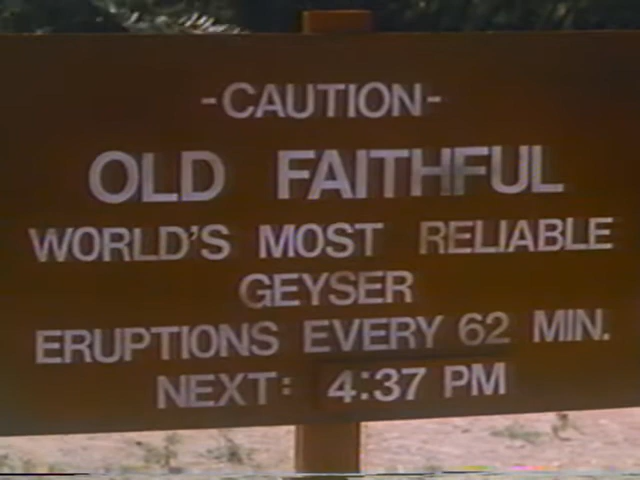 -CAUTION-
OLD FAITHFUL
WORLD'S MOST RELIABLE
GEYSER
ERUPTIONS EVERY 62 MIN.
NEXT: 4:37 PM